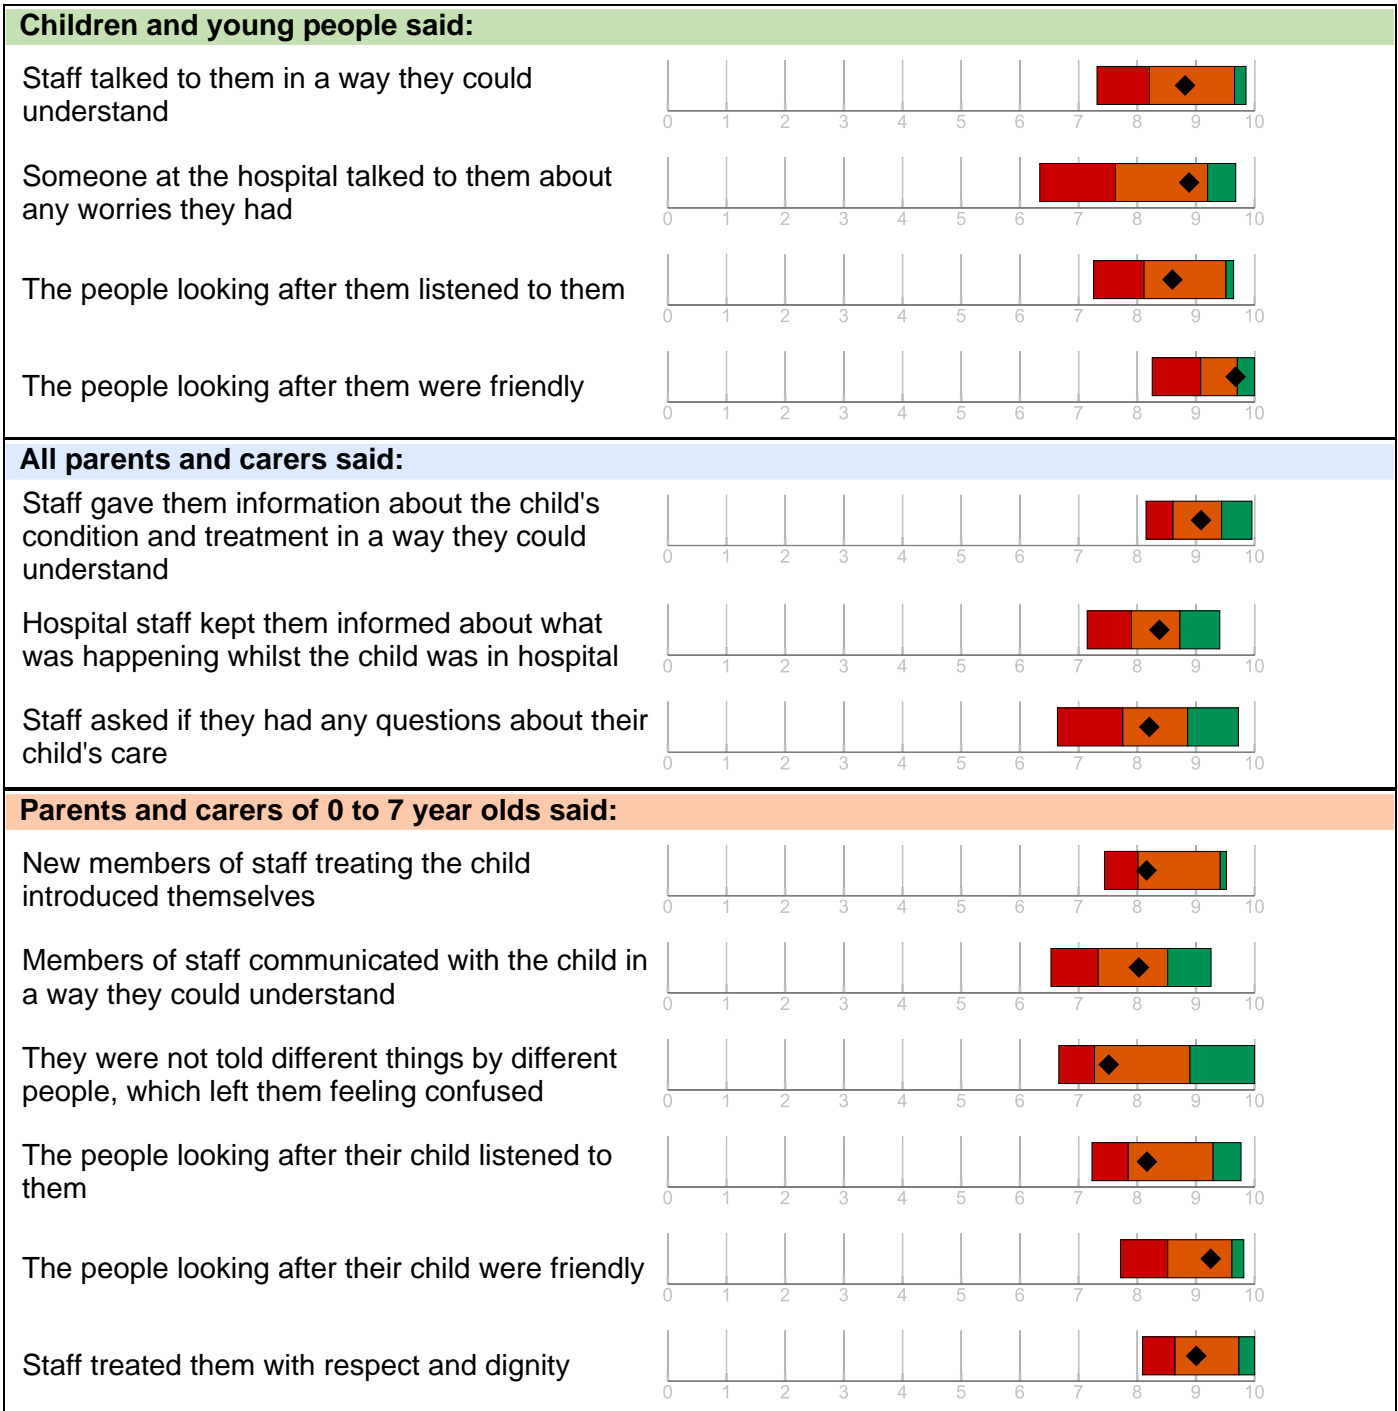 Children and young people said:
Staff talked to them in a way they could
understand
0 1 2 3 4 5 6 7 8 9 10
Someone at the hospital talked to them about
any worries they had
0 1 2 3 4 5 6 7 8 9 10
The people looking after them listened to them
0 1 2 3 4 5 6 7 8 9 10
The people looking after them were friendly
0 1 2 3 4 5 6 7 8 9 10
All parents and carers said:
Staff gave them information about the child's
condition and treatment in a way they could
understand
0 1 2 3 4 5 6 7 8 9 10
Hospital staff kept them informed about what
was happening whilst the child was in hospital
0 1 2 3 4 5 6 7 8 9 10
Staff asked if they had any questions about their
child's care
0 1 2 3 4 5 6 7 8 9 10
Parents and carers of 0 to 7 year olds said:
New members of staff treating the child
introduced themselves
0 1 2 3 4 5 6 7 8 9 10
Members of staff communicated with the child in
a way they could understand
0 1 2 3 4 5 6 7 8 9 10
They were not told different things by different
people, which left them feeling confused
0 1 2 3 4 5 6 7 8 9 10
The people looking after their child listened to
them
0 1 2 3 4 5 6 7 8 9 10
The people looking after their child were friendly
0 1 2 3 4 5 6 7 8 9 10
Staff treated them with respect and dignity
0 1 2 3 4 5 6 7 8 9 10